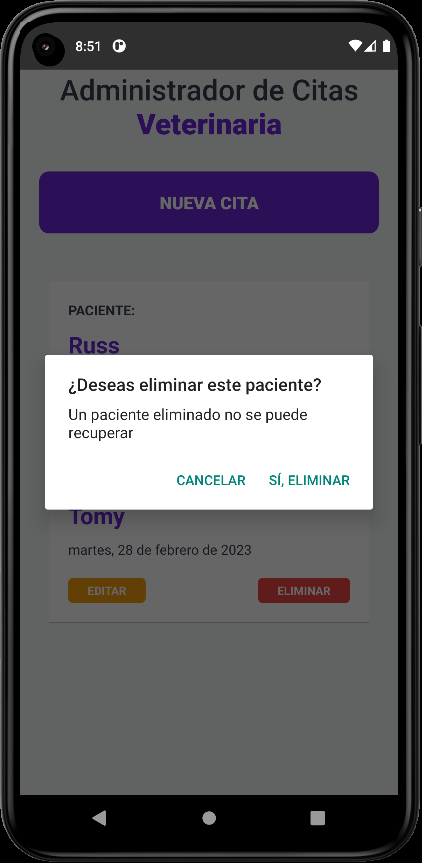 8:51
Administrador de Citas
Veterinaria
NUEVA CITA
PACIENTE:
Russ
¿Deseas eliminar este paciente?
Un paciente eliminado no se puede
recuperar
CANCELAR SÍ, ELIMINAR
Tomy
martes, 28 de febrero de 2023
EDITAR ELIMINAR